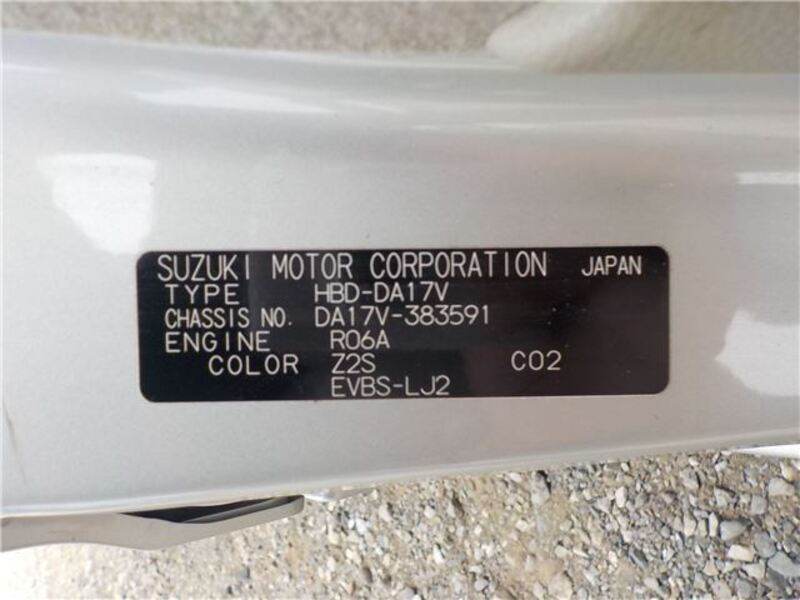 SUZUKI MOTOR CORPORATION JAPAN
TYPE HBD-DA17V
CHASSIS NO. DA17V-383591
ENGINE R06A
COLOR Z2S C02
EVBS-LJ2